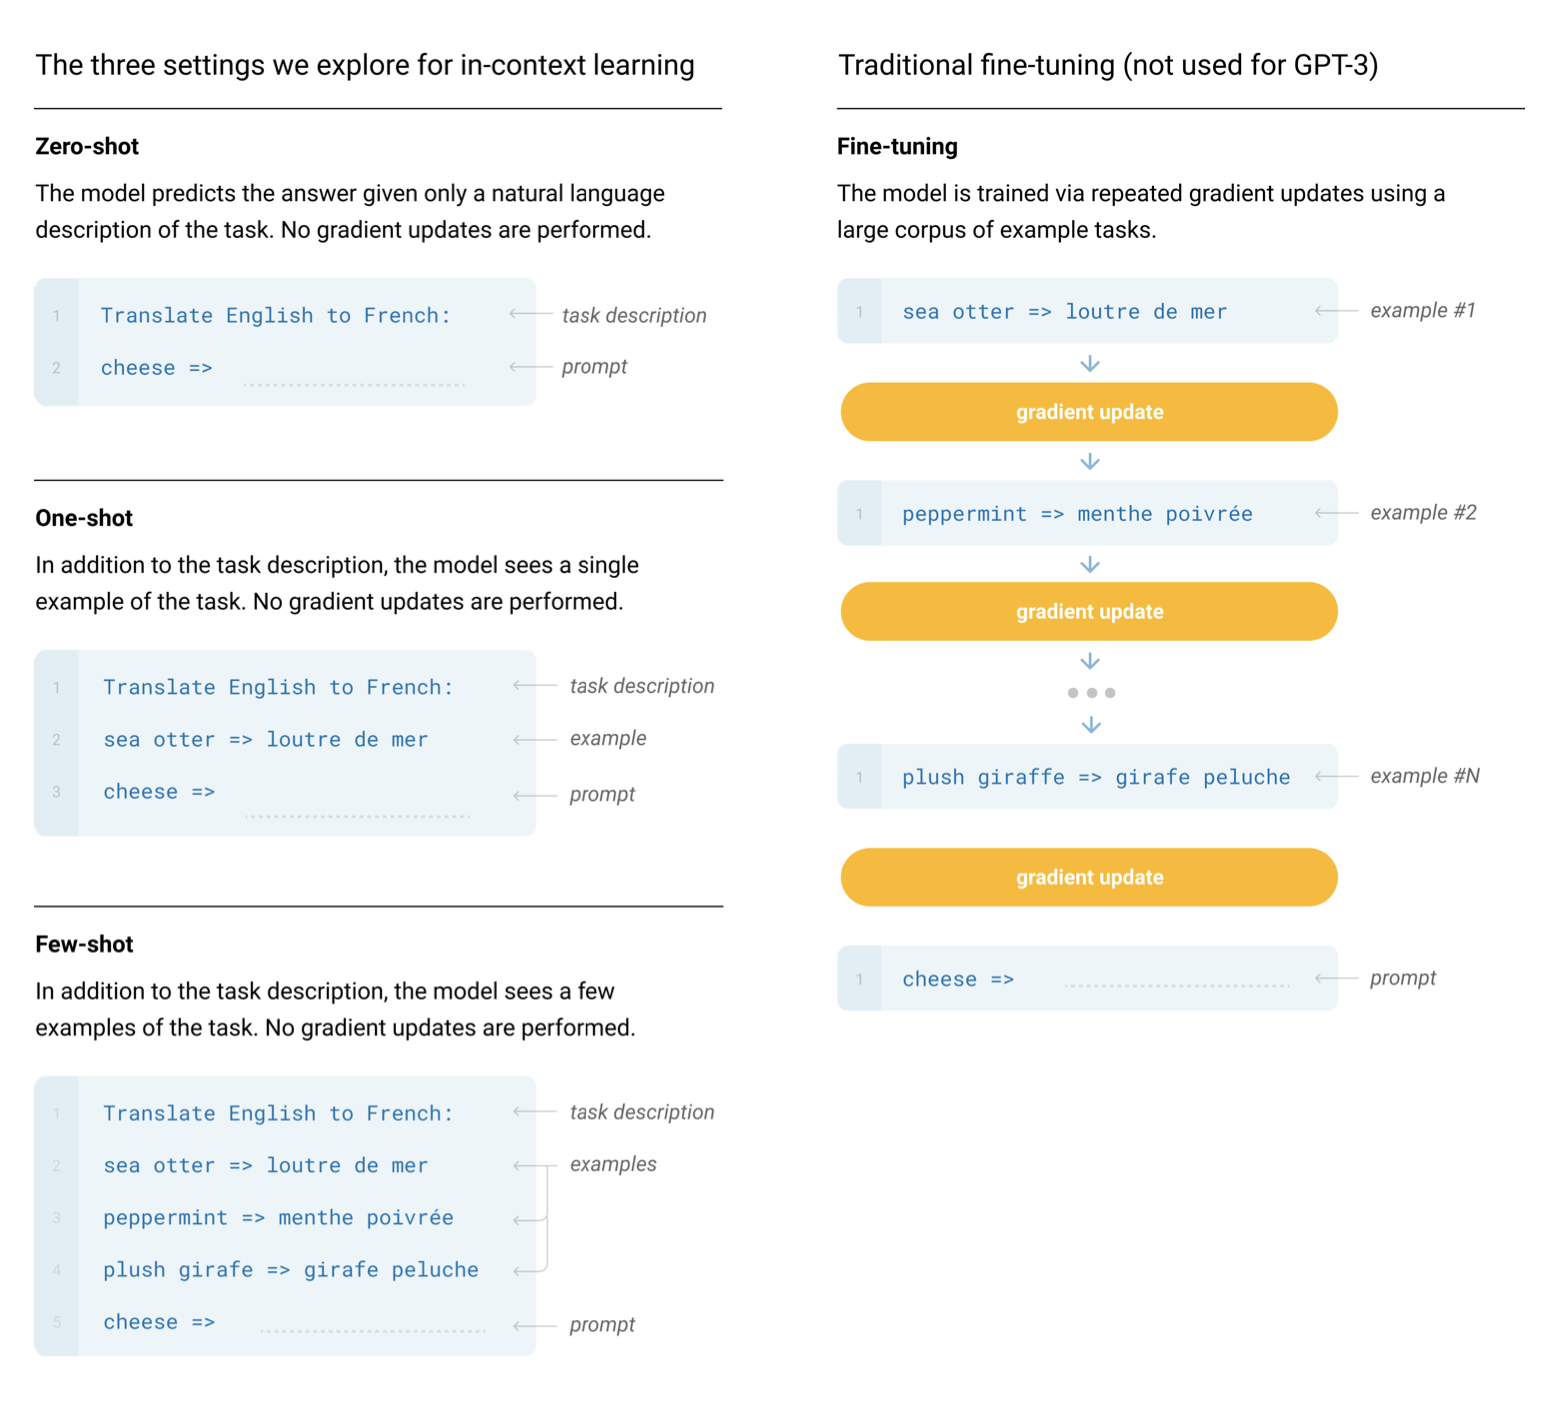 The three settings we explore for in-context learning
Zero-shot
The model predicts the answer given only a natural language
description of the task. No gradient updates are performed.
1 Translate English to French: task description
2 cheese => prompt
One-shot
In addition to the task description, the model sees a single
example of the task. No gradient updates are performed.
1 Translate English to French: task description
2 sea otter => loutre de mer example
3 cheese => prompt
Few-shot
In addition to the task description, the model sees a few
examples of the task. No gradient updates are performed.
1 Translate English to French: task description
2 sea otter => loutre de mer examples
3 peppermint => menthe poivrée
4 plush girafe => girafe peluche
5 cheese => prompt
Traditional fine-tuning (not used for GPT-3)
Fine-tuning
The model is trained via repeated gradient updates using a
large corpus of example tasks.
1 sea otter => loutre de mer example #1
gradient update
1 peppermint => menthe poivrée example #2
gradient update
1 plush giraffe => girafe peluche example #N
gradient update
1 cheese => prompt